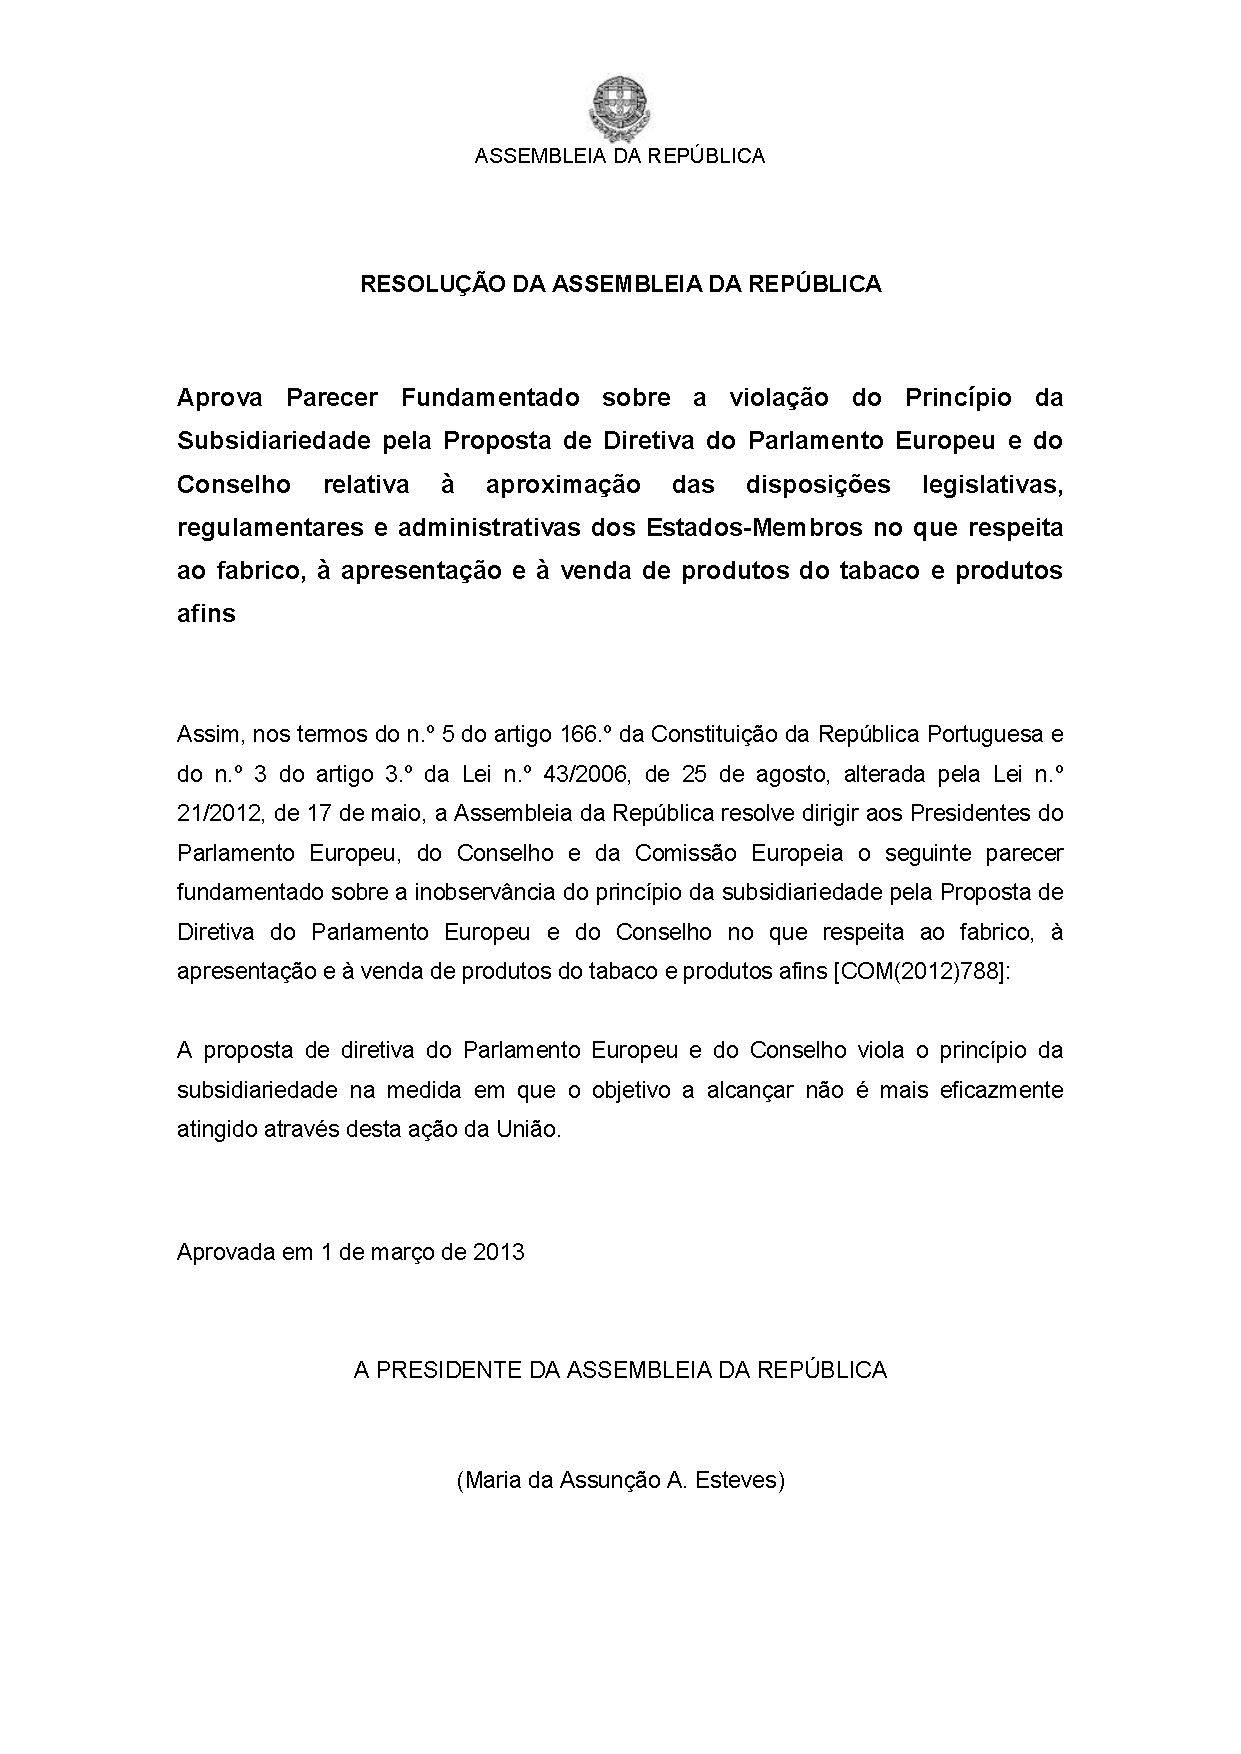 ASSEMBLEIA DA REPÚBLICA
RESOLUÇÃO DA ASSEMBLEIA DA REPÚBLICA
Aprova Parecer Fundamentado sobre a violação do Princípio da
Subsidiariedade pela Proposta de Diretiva do Parlamento Europeu e do
Conselho relativa à aproximação das disposições legislativas,
regulamentares e administrativas dos Estados-Membros no que respeita
ao fabrico, à apresentação e à venda de produtos do tabaco e produtos
afins
Assim, nos termos do n.º 5 do artigo 166.º da Constituição da República Portuguesa e
do n.º 3 do artigo 3.º da Lei n.º 43/2006, de 25 de agosto, alterada pela Lei n.º
21/2012, de 17 de maio, a Assembleia da República resolve dirigir aos Presidentes do
Parlamento Europeu, do Conselho e da Comissão Europeia o seguinte parecer
fundamentado sobre a inobservância do princípio da subsidiariedade pela Proposta de
Diretiva do Parlamento Europeu e do Conselho no que respeita ao fabrico, à
apresentação e à venda de produtos do tabaco e produtos afins [COM(2012)788]:
A proposta de diretiva do Parlamento Europeu e do Conselho viola o princípio da
subsidiariedade na medida em que o objetivo a alcançar não é mais eficazmente
atingido através desta ação da União.
Aprovada em 1 de março de 2013
A PRESIDENTE DA ASSEMBLEIA DA REPÚBLICA
(Maria da Assunção A. Esteves)